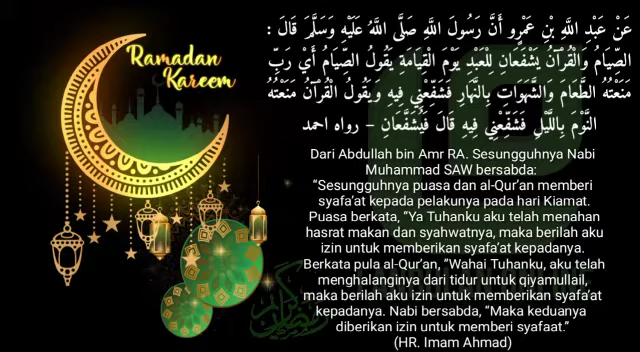 Ramadan
Kareem
عَنْ عَبْدِ اللَّهِ بْنِ عَمْرٍو أَنَّ رَسُولَ اللَّهِ صَلَّى اللَّهُ عَلَيْهِ وَسَلَّمَ قَالَ :
الصِّيَامُ وَالْقُرْآنُ يَشْفَعَانِ لِلْعَبْدِ يَوْمَ الْقِيَامَةِ يَقُولُ الصِّيَامُ أَيْ رَبِّ
مَنَعْتُهُ الطَّعَامَ وَالشَّهَوَاتِ بِالنَّهَارِ فَشَفِّعْنِي فِيهِ وَيَقُولُ الْقُرْآنُ مَنَعْتُهُ
النَّوْمَ بِاللَّيْلِ فَشَفِّعْنِي فِيهِ قَالَ فَيُشَفَّعَانِ – رواه احمد
Dari Abdullah bin Amr RA. Sesungguhnya Nabi
Muhammad SAW bersabda:
“Sesungguhnya puasa dan al-Qur’an memberi
syafa’at kepada pelakunya pada hari Kiamat.
Puasa berkata, “Ya Tuhanku aku telah menahan
hasrat makan dan syahwatnya, maka berilah aku
izin untuk memberikan syafa’at kepadanya.
Berkata pula al-Qur’an, “Wahai Tuhanku, aku telah
menghalanginya dari tidur untuk qiyamullail,
maka berilah aku izin untuk memberikan syafa’at
kepadanya. Nabi bersabda, “Maka keduanya
diberikan izin untuk memberi syafaat.”
(HR. Imam Ahmad)